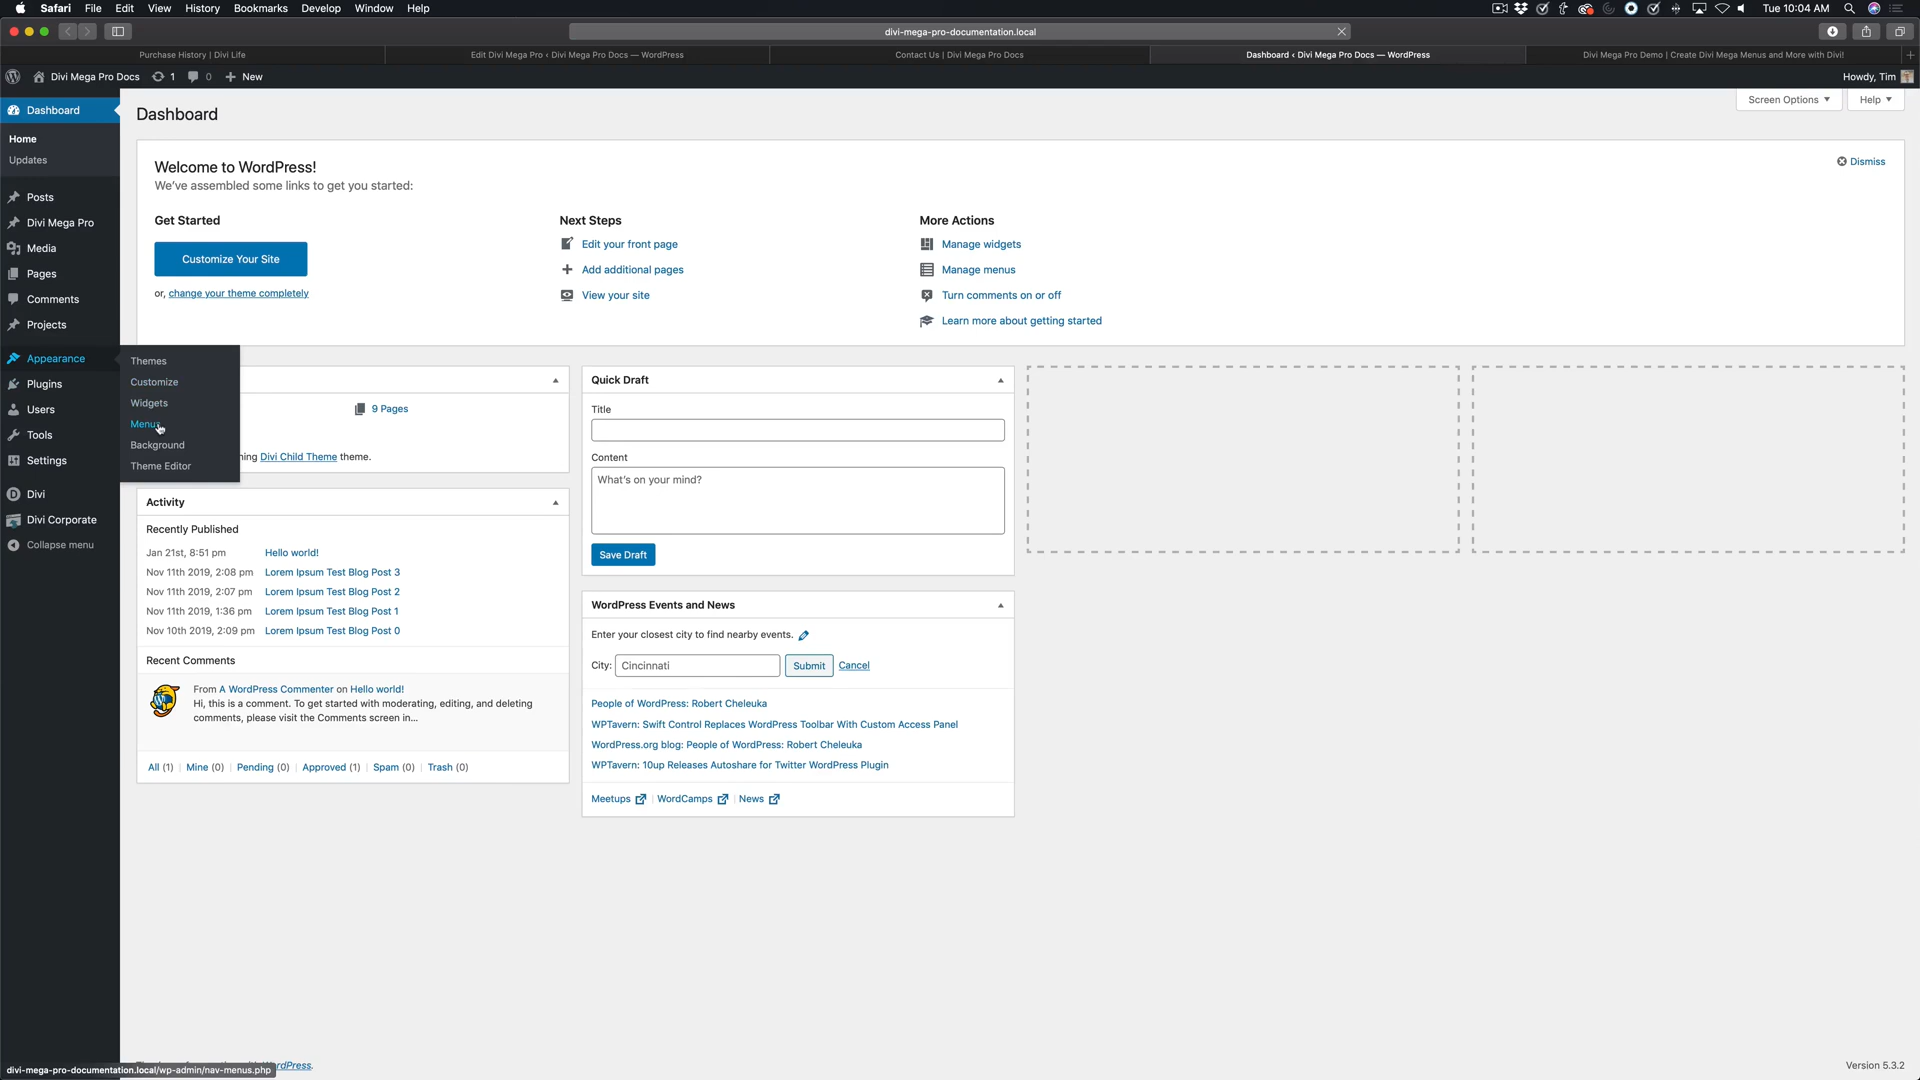 Safari File Edit View History Bookmarks Develop Window Help
Tue 10:04 AM
divi-mega-pro-documentation.local
Purchase History | Divi Life
Edit Divi Mega Pro ‹ Divi Mega Pro Docs — WordPress
Contact Us | Divi Mega Pro Docs
Dashboard ‹ Divi Mega Pro Docs — WordPress
Divi Mega Pro Demo | Create Divi Mega Menus and More with Divi!
Divi Mega Pro Docs 1 0 New
Howdy, Tim
Dashboard
Home
Updates
Posts
Divi Mega Pro
Media
Pages
Comments
Projects
Appearance
Plugins
Users
Tools
Settings
Divi
Divi Corporate
Collapse menu
Themes
Customize
Widgets
Menus
Background
Theme Editor
Dashboard
Screen Options
Help
Welcome to WordPress!
We've assembled some links to get you started:
Dismiss
Get Started
Customize Your Site
or, change your theme completely
Next Steps
Edit your front page
Add additional pages
View your site
More Actions
Manage widgets
Manage menus
Turn comments on or off
Learn more about getting started
9 Pages
Divi Child Theme theme.
Activity
Recently Published
Jan 21st, 8:51 pm Hello world!
Nov 11th 2019, 2:08 pm Lorem Ipsum Test Blog Post 3
Nov 11th 2019, 2:07 pm Lorem Ipsum Test Blog Post 2
Nov 11th 2019, 1:36 pm Lorem Ipsum Test Blog Post 1
Nov 10th 2019, 2:09 pm Lorem Ipsum Test Blog Post 0
Recent Comments
From A WordPress Commenter on Hello world!
Hi, this is a comment. To get started with moderating, editing, and deleting
comments, please visit the Comments screen in…
All (1) | Mine (0) | Pending (0) | Approved (1) | Spam (0) | Trash (0)
Quick Draft
Title
Content
What's on your mind?
Save Draft
WordPress Events and News
Enter your closest city to find nearby events.
City: Cincinnati Submit Cancel
People of WordPress: Robert Cheleuka
WPTavern: Swift Control Replaces WordPress Toolbar With Custom Access Panel
WordPress.org blog: People of WordPress: Robert Cheleuka
WPTavern: 10up Releases Autoshare for Twitter WordPress Plugin
Meetups | WordCamps | News
divi-mega-pro-documentation.local/wp-admin/nav-menus.php
Version 5.3.2